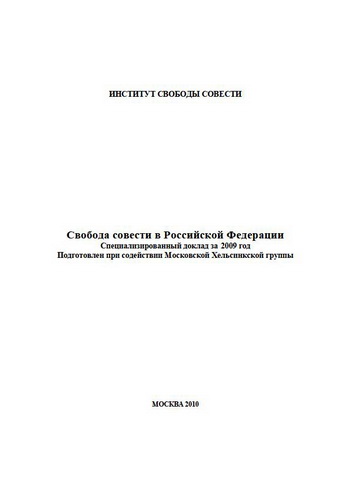 ИНСТИТУТ СВОБОДЫ СОВЕСТИ
Свобода совести в Российской Федерации
Специализированный доклад за 2009 год
Подготовлен при содействии Московской Хельсинкской группы
МОСКВА 2010